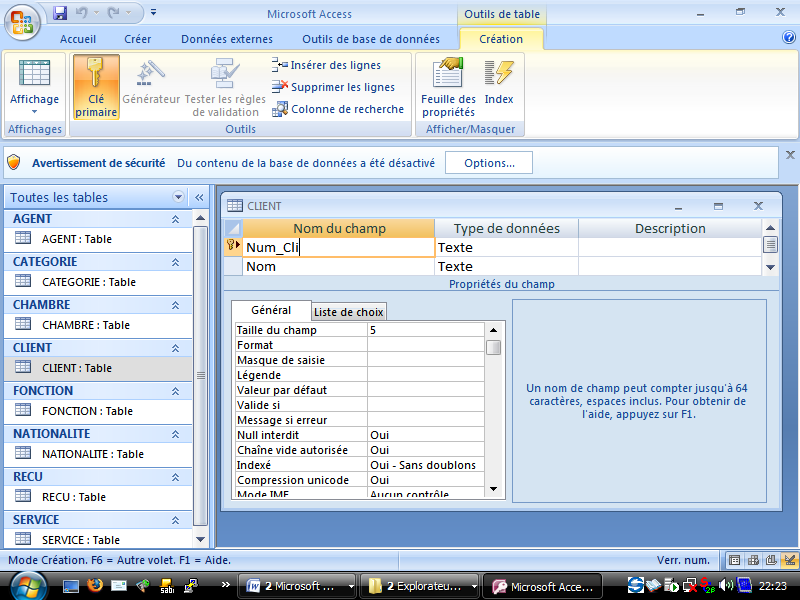 Microsoft Access
Outils de table
Accueil
Créer
Données externes
Outils de base de données
Création
Affichage
Clé
primaire
Générateur
Tester les règles
de validation
Insérer des lignes
Supprimer les lignes
Colonne de recherche
Feuille des
propriétés
Index
Affichages
Outils
Afficher/Masquer
Avertissement de sécurité
Du contenu de la base de données a été désactivé
Options...
Toutes les tables
AGENT
AGENT : Table
CATEGORIE
CATEGORIE : Table
CHAMBRE
CHAMBRE : Table
CLIENT
CLIENT : Table
FONCTION
FONCTION : Table
NATIONALITE
NATIONALITE : Table
RECU
RECU : Table
SERVICE
SERVICE : Table
CLIENT
Nom du champ Type de données Description
Num_Cli Texte
Nom Texte
Propriétés du champ
Général Liste de choix
Taille du champ 5
Format
Masque de saisie
Légende
Valeur par défaut
Valide si
Message si erreur
Null interdit Oui
Chaîne vide autorisée Oui
Indexé Oui - Sans doublons
Compression unicode Oui
Mode IME Aucun contrôle
Un nom de champ peut compter jusqu'à 64
caractères, espaces inclus. Pour obtenir de
l'aide, appuyez sur F1.
Mode Création. F6 = Autre volet. F1 = Aide.
Verr. num.
2 Microsoft ...
2 Explorateu...
Microsoft Acce...
22:23